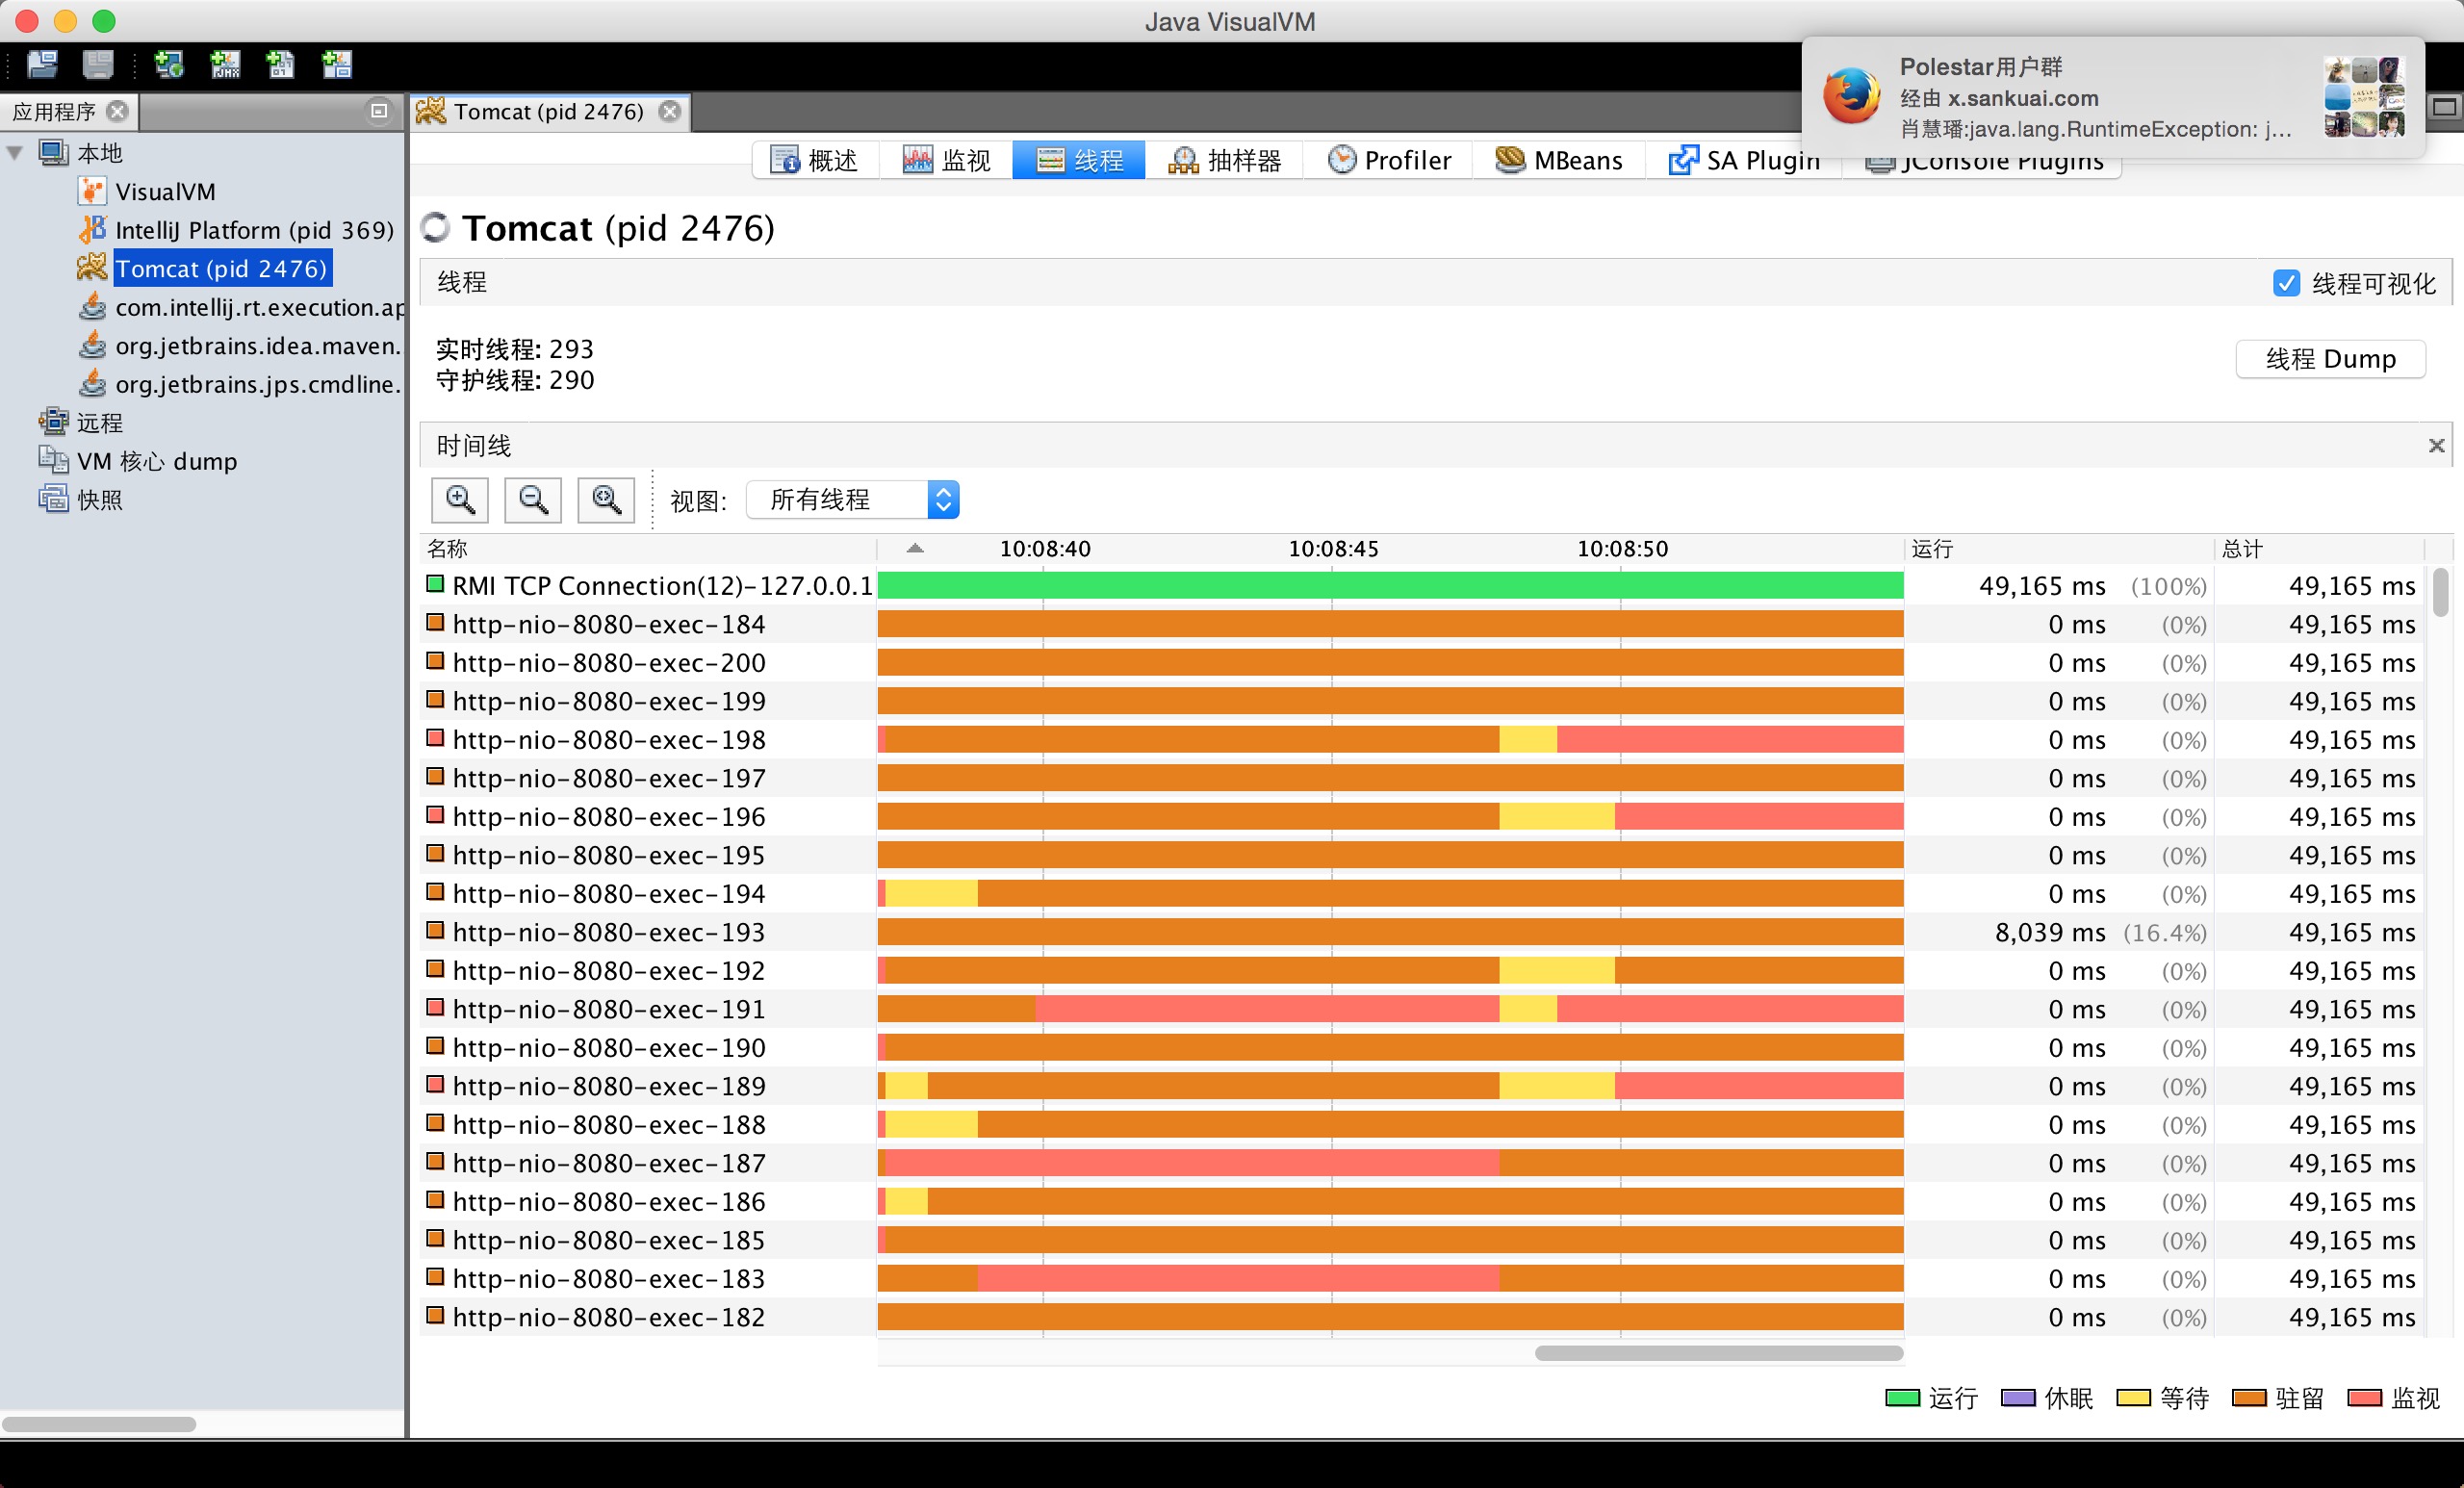 Java VisualVM
Polestar用户群
经由 x.sankuai.com
肖慧璠:java.lang.RuntimeException: j...
应用程序
Tomcat (pid 2476)
本地
VisualVM
IntelliJ Platform (pid 369)
Tomcat (pid 2476)
com.intellij.rt.execution.ap
org.jetbrains.idea.maven.
org.jetbrains.jps.cmdline.
远程
VM 核心 dump
快照
概述 监视 线程 抽样器 Profiler MBeans SA Plugin JConsole Plugins
Tomcat (pid 2476)
线程 线程可视化
实时线程: 293
守护线程: 290
线程 Dump
时间线
视图: 所有线程
名称 10:08:40 10:08:45 10:08:50 运行 总计
RMI TCP Connection(12)-127.0.0.1 49,165 ms (100%) 49,165 ms
http-nio-8080-exec-184 0 ms (0%) 49,165 ms
http-nio-8080-exec-200 0 ms (0%) 49,165 ms
http-nio-8080-exec-199 0 ms (0%) 49,165 ms
http-nio-8080-exec-198 0 ms (0%) 49,165 ms
http-nio-8080-exec-197 0 ms (0%) 49,165 ms
http-nio-8080-exec-196 0 ms (0%) 49,165 ms
http-nio-8080-exec-195 0 ms (0%) 49,165 ms
http-nio-8080-exec-194 0 ms (0%) 49,165 ms
http-nio-8080-exec-193 8,039 ms (16.4%) 49,165 ms
http-nio-8080-exec-192 0 ms (0%) 49,165 ms
http-nio-8080-exec-191 0 ms (0%) 49,165 ms
http-nio-8080-exec-190 0 ms (0%) 49,165 ms
http-nio-8080-exec-189 0 ms (0%) 49,165 ms
http-nio-8080-exec-188 0 ms (0%) 49,165 ms
http-nio-8080-exec-187 0 ms (0%) 49,165 ms
http-nio-8080-exec-186 0 ms (0%) 49,165 ms
http-nio-8080-exec-185 0 ms (0%) 49,165 ms
http-nio-8080-exec-183 0 ms (0%) 49,165 ms
http-nio-8080-exec-182 0 ms (0%) 49,165 ms
运行 休眠 等待 驻留 监视